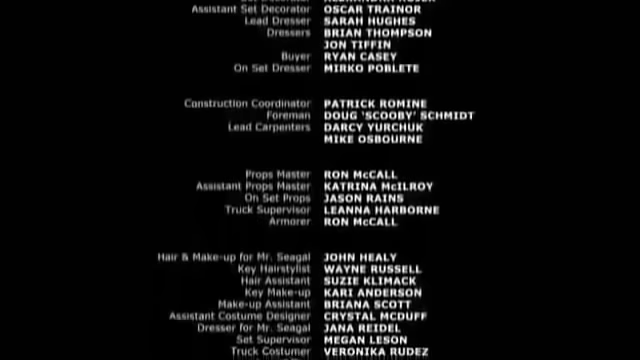 Assistant Set Decorator OSCAR TRAINOR
Lead Dresser SARAH HUGHES
Dressers BRIAN THOMPSON
JON TIFFIN
Buyer RYAN CASEY
On Set Dresser MIRKO POBLETE
Construction Coordinator PATRICK ROMINE
Foreman DOUG 'SCOOBY' SCHMIDT
Lead Carpenters DARCY YURCHUK
MIKE OSBOURNE
Props Master RON McCALL
Assistant Props Master KATRINA McILROY
On Set Props JASON RAINS
Truck Supervisor LEANNA HARBORNE
Armorer RON McCALL
Hair & Make-up for Mr. Seagal JOHN HEALY
Key Hairstylist WAYNE RUSSELL
Hair Assistant SUZIE KLIMACK
Key Make-up KARI ANDERSON
Make-up Assistant BRIANA SCOTT
Assistant Costume Designer CRYSTAL MCDUFF
Dresser for Mr. Seagal JANA REIDEL
Set Supervisor MEGAN LESON
Truck Costumer VERONIKA RUDEZ